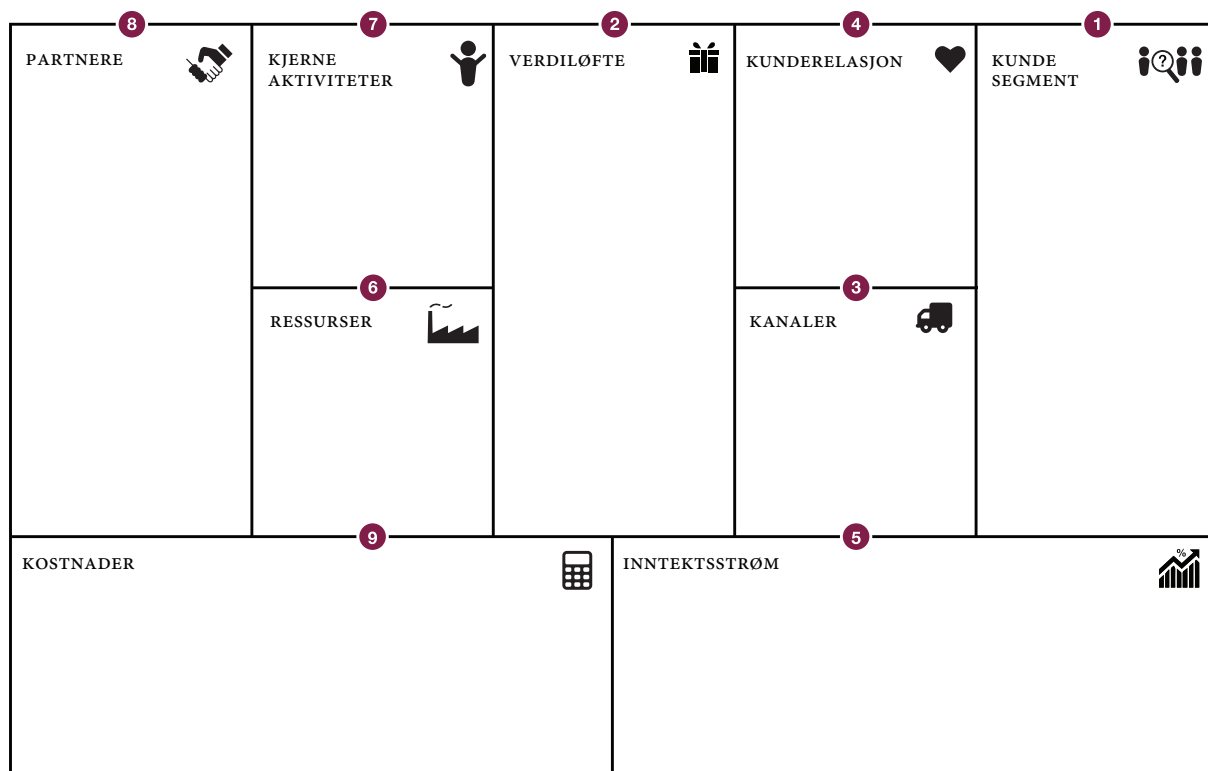 8
7
2
4
1
PARTNERE
KJERNE
AKTIVITETER
VERDILØFTE
KUNDERELASJON
KUNDE
SEGMENT
?
6
RESSURSER
3
KANALER
9
KOSTNADER
5
INNTEKTSSTRØM
%